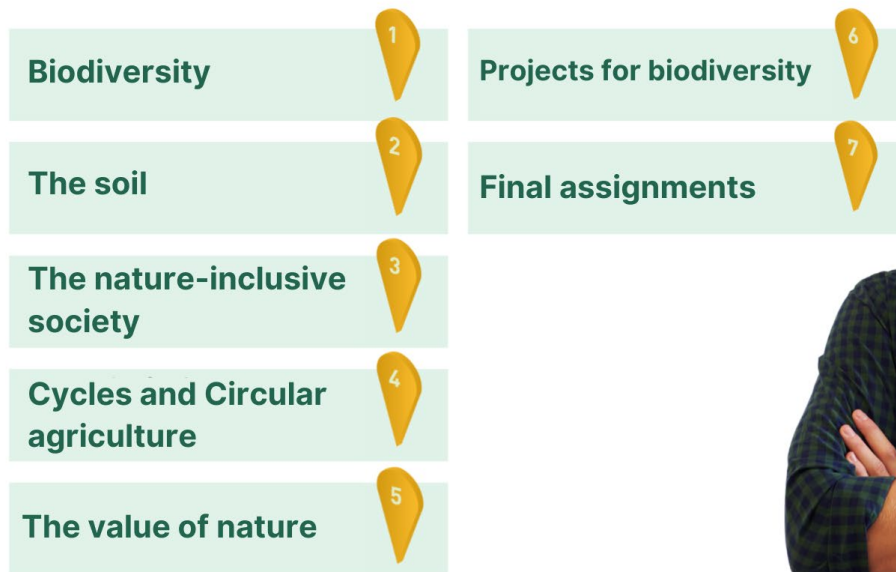 Biodiversity
1
The soil
2
The nature-inclusive
society
3
Cycles and Circular
agriculture
4
The value of nature
5
Projects for biodiversity
6
Final assignments
7